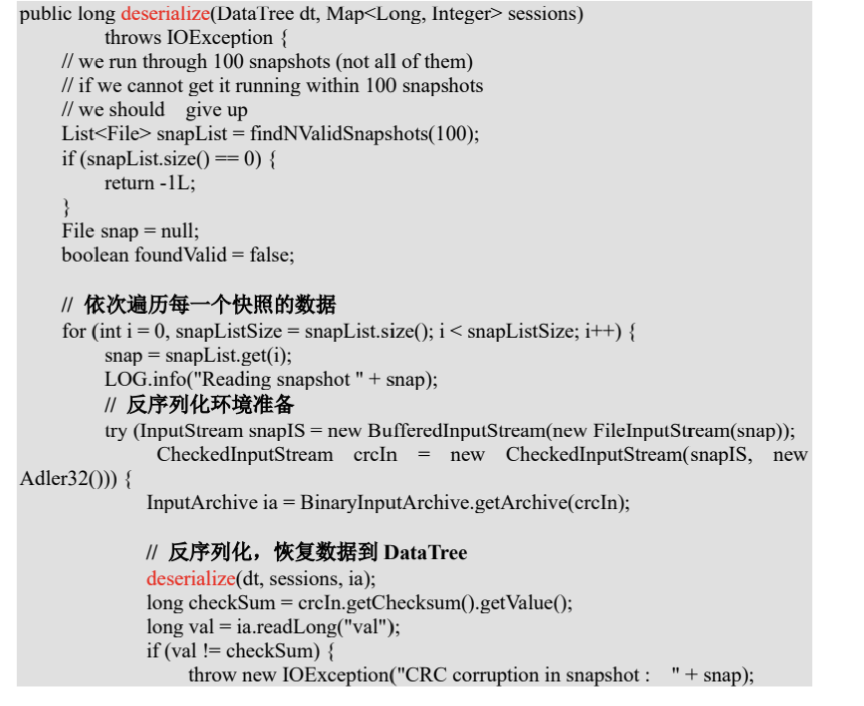 public long deserialize(DataTree dt, Map<Long, Integer> sessions)
throws IOException {
// we run through 100 snapshots (not all of them)
// if we cannot get it running within 100 snapshots
// we should give up
List<File> snapList = findNValidSnapshots(100);
if (snapList.size() == 0) {
return -1L;
}
File snap = null;
boolean foundValid = false;
// 依次遍历每一个快照的数据
for (int i = 0, snapListSize = snapList.size(); i < snapListSize; i++) {
snap = snapList.get(i);
LOG.info("Reading snapshot " + snap);
// 反序列化环境准备
try (InputStream snapIS = new BufferedInputStream(new FileInputStream(snap));
CheckedInputStream crcIn = new CheckedInputStream(snapIS, new
Adler32())) {
InputArchive ia = BinaryInputArchive.getArchive(crcIn);
// 反序列化，恢复数据到 DataTree
deserialize(dt, sessions, ia);
long checkSum = crcIn.getChecksum().getValue();
long val = ia.readLong("val");
if (val != checkSum) {
throw new IOException("CRC corruption in snapshot : " + snap);